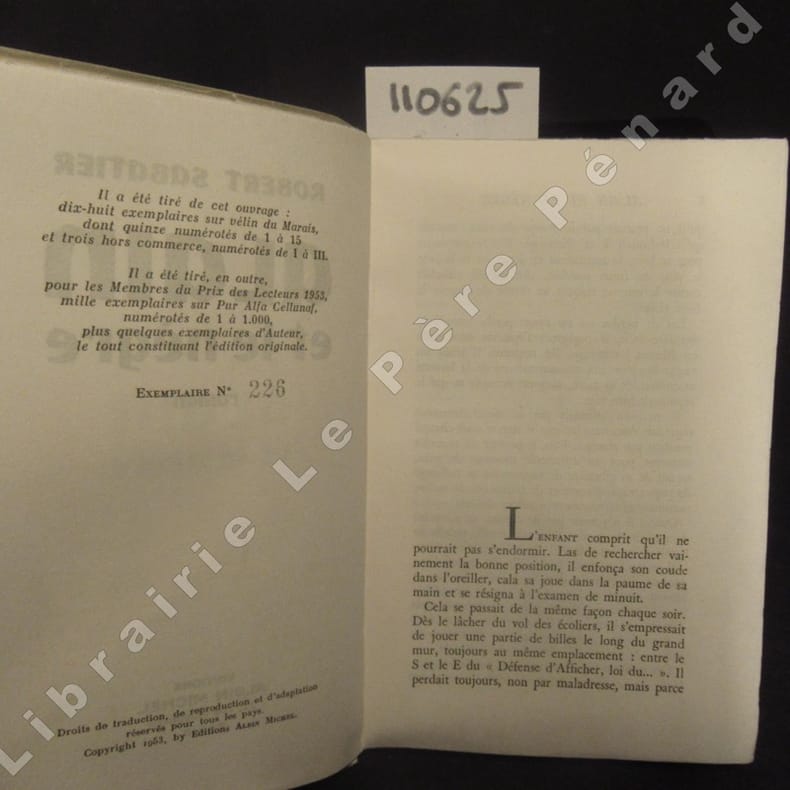 110625
ROBERT SABATIER
Il a été tiré de cet ouvrage :
dix-huit exemplaires sur vélin du Marais,
dont quinze numérotés de 1 à 15
et trois hors commerce, numérotés de I à III.
Il a été tiré, en outre,
pour les Membres du Prix des Lecteurs 1953,
mille exemplaires sur Pur Alfa Cellunaf,
numérotés de 1 à 1.000,
plus quelques exemplaires d'Auteur,
le tout constituant l'édition originale.
EXEMPLAIRE N° 226
Droits de traduction, de reproduction et d'adaptation
réservés pour tous les pays.
Copyright 1953, by Editions ALBIN MICHEL.
L'ENFANT comprit qu'il ne
pourrait pas s'endormir. Las de rechercher vai-
nement la bonne position, il enfonça son coude
dans l'oreiller, cala sa joue dans la paume de sa
main et se résigna à l'examen de minuit.
Cela se passait de la même façon chaque soir.
Dès le lâcher du vol des écoliers, il s'empressait
de jouer une partie de billes le long du grand
mur, toujours au même emplacement : entre le
S et le E du « Défense d'Afficher, loi du... ». Il
perdait toujours, non par maladresse, mais parce
Librairie Le Père Pénard